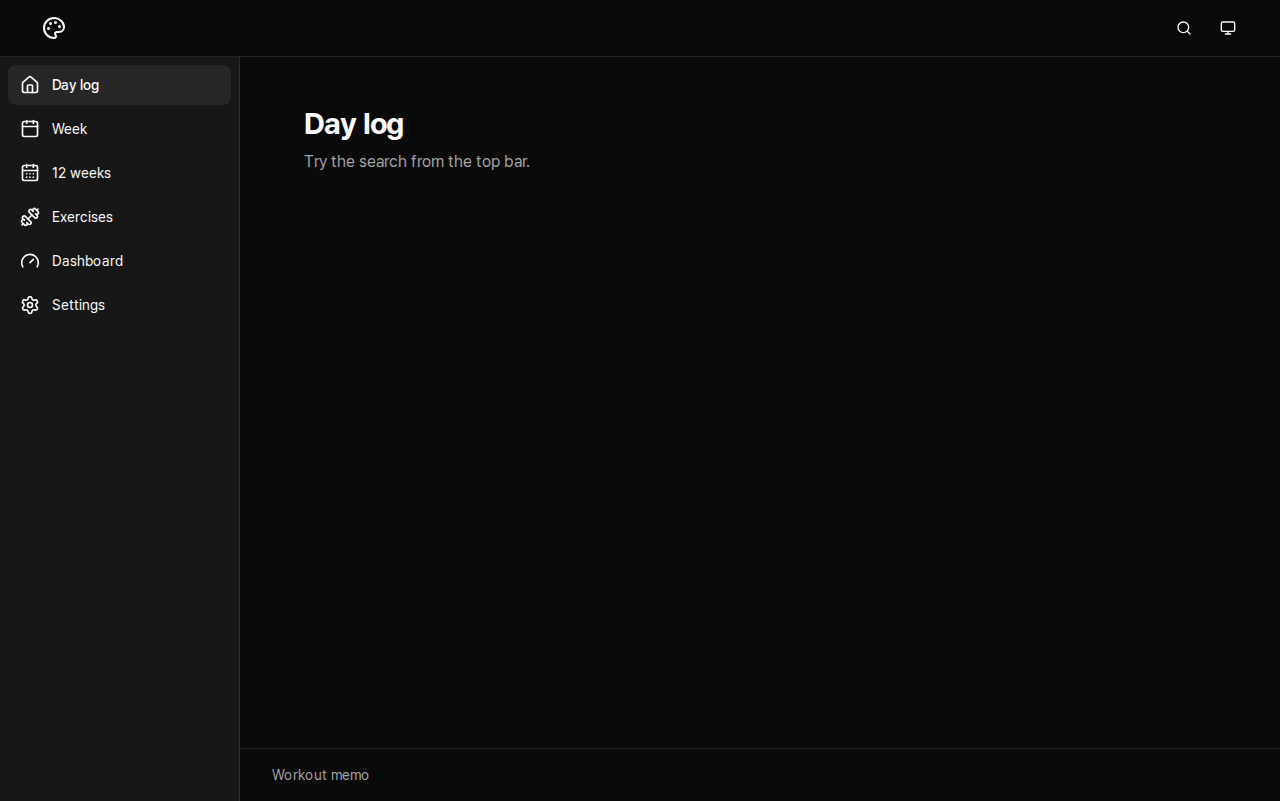 Day log
Week
12 weeks
Exercises
Dashboard
Settings
Day log
Try the search from the top bar.
Workout memo